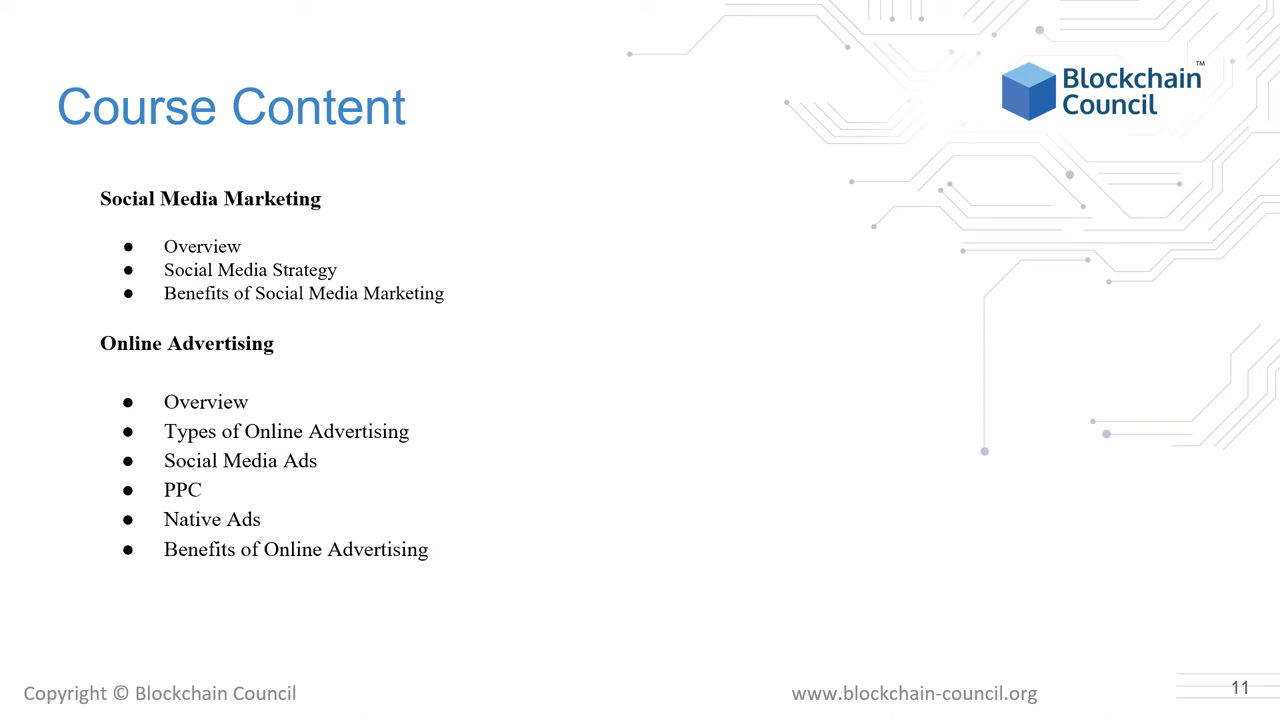 Blockchain
Council
TM
Course Content
Social Media Marketing
● Overview
● Social Media Strategy
● Benefits of Social Media Marketing
Online Advertising
● Overview
● Types of Online Advertising
● Social Media Ads
● PPC
● Native Ads
● Benefits of Online Advertising
Copyright © Blockchain Council
www.blockchain-council.org
11